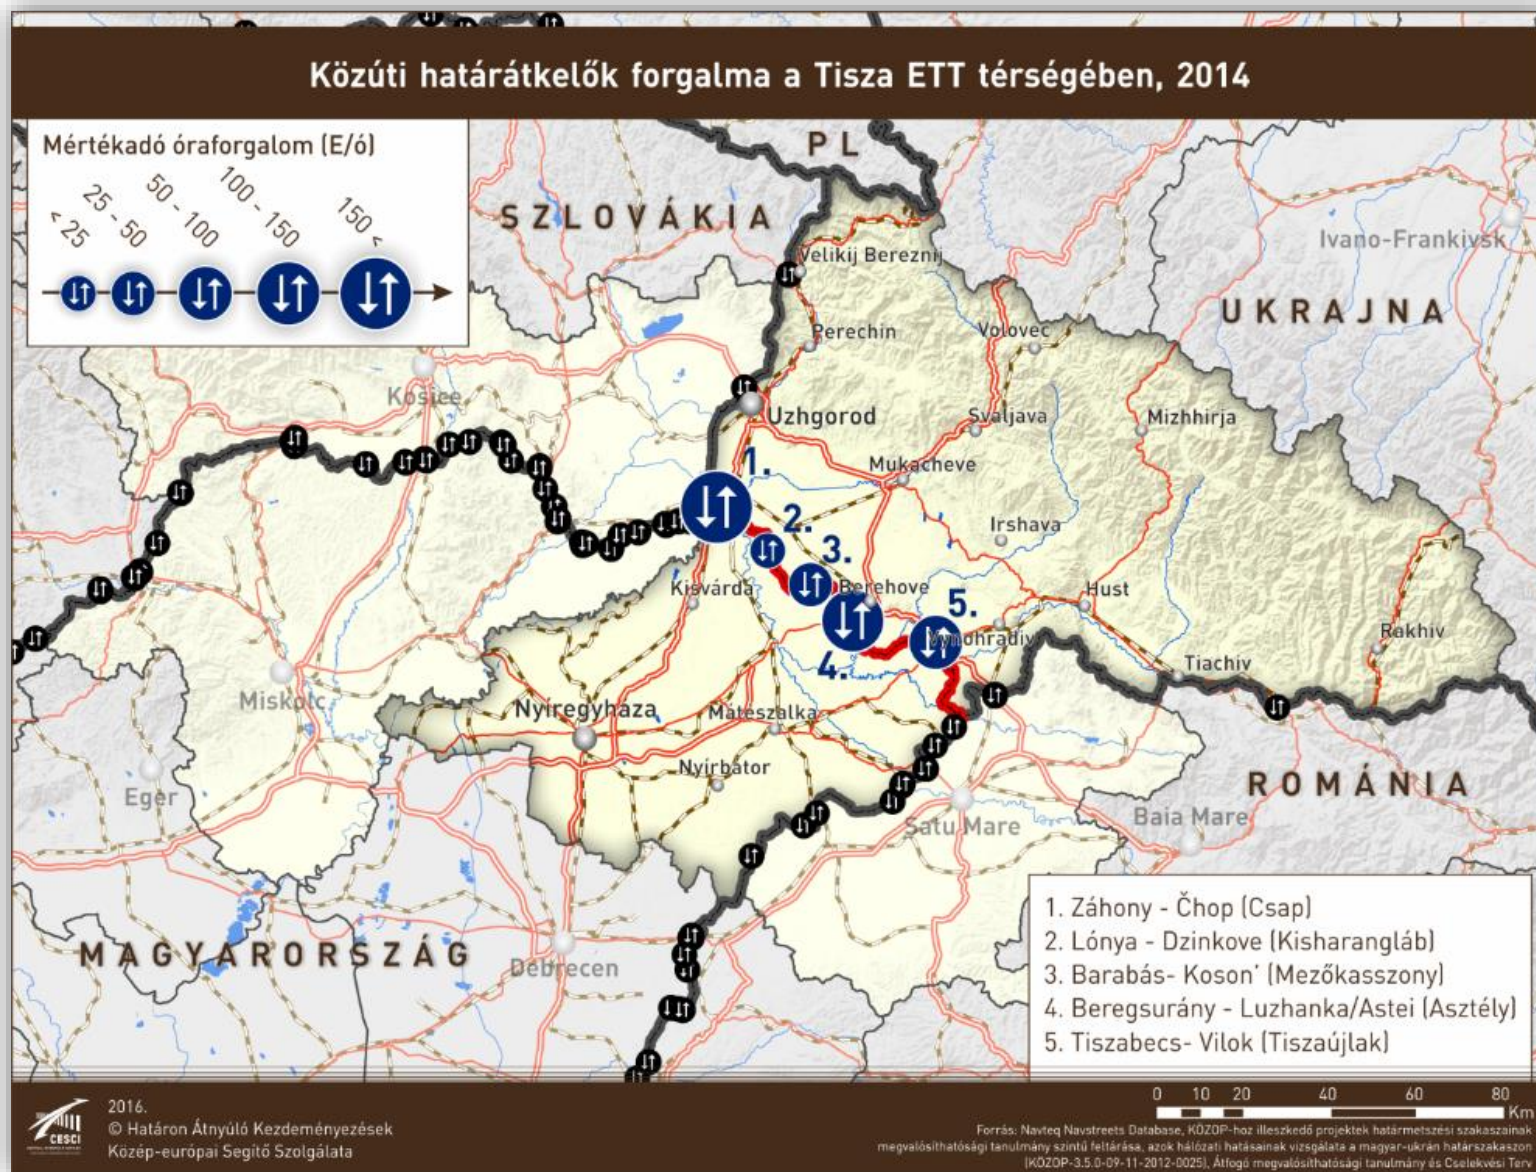 Közúti határátkelők forgalma a Tisza ETT térségében, 2014
Mértékadó óraforgalom (E/ó)
< 25
25 - 50
50 - 100
100 - 150
150 <
PL
SZLOVÁKIA
Velikij Bereznij
Ivano-Frankivsk
UKRAJNA
Perechin
Volovec
Košice
Uzhgorod
Svaljava
Mizhhirja
1.
Mukacheve
2.
Irshava
3.
Kisvárda
Berehove
5.
Hust
Vynohradiv
Rakhiv
4.
Tiachiv
Miskolc
Nyíregyháza
Mátészalka
Nyírbátor
Eger
ROMÁNIA
Satu Mare
Baia Mare
MAGYARORSZÁG
Debrecen
1. Záhony - Čhop (Csap)
2. Lónya - Dzinkove (Kisharangláb)
3. Barabás- Koson' (Mezőkasszony)
4. Beregsurány - Luzhanka/Astei (Asztély)
5. Tiszabecs- Vilok (Tiszaújlak)
CESCI
2016.
© Határon Átnyúló Kezdeményezések
Közép-európai Segítő Szolgálata
0 10 20 40 60 80
Km
Forrás: Navteq Navstreets Database, KÖZOP-hoz illeszkedő projektek határmetszési szakaszainak
megvalósíthatósági tanulmány szintű feltárása, azok hálózati hatásainak vizsgálata a magyar-ukrán határszakaszon
(KÖZOP-3.5.0-09-11-2012-0025), Átfogó megvalósíthatósági tanulmány és Cselekvési Terv